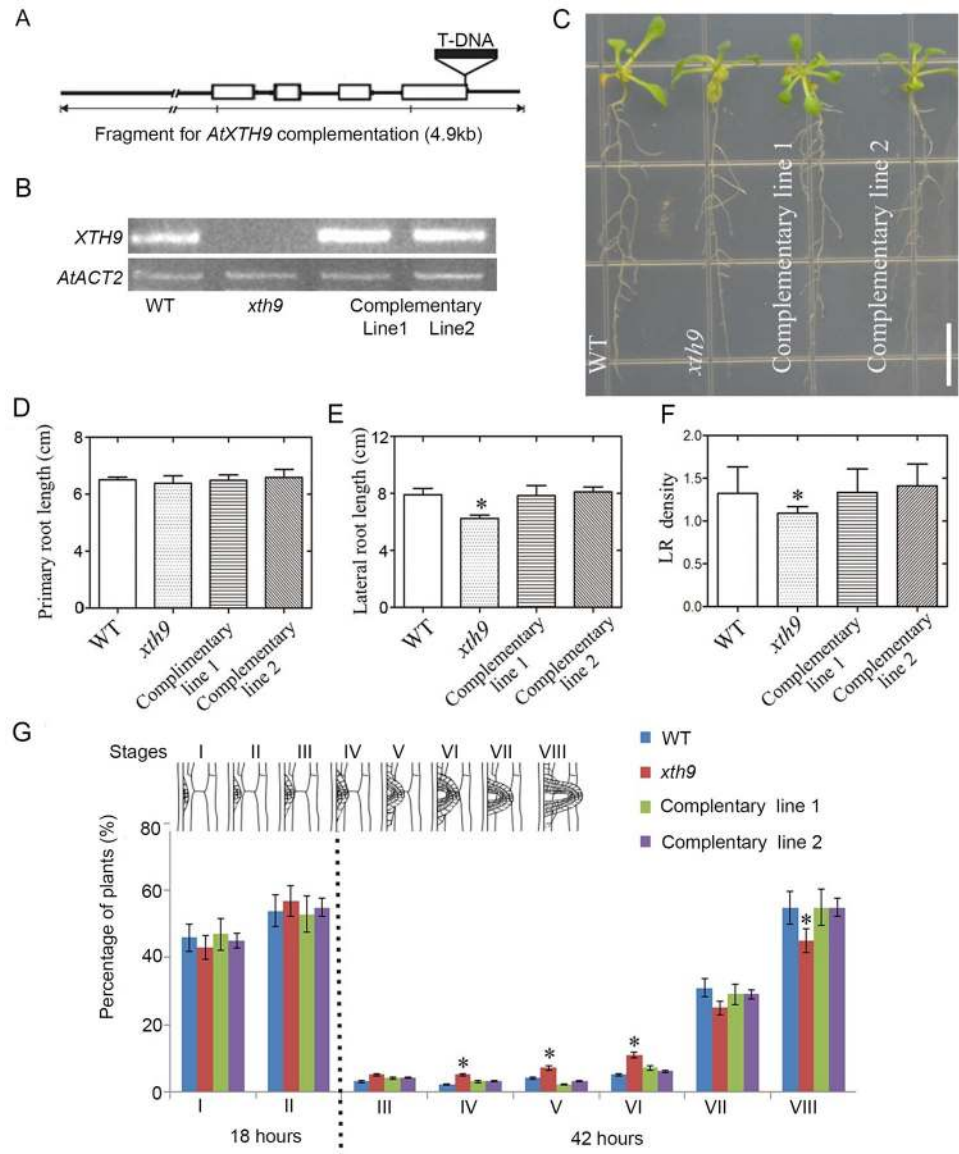 A
T-DNA
Fragment for AtXTH9 complementation (4.9kb)
B
XTH9
AtACT2
WT
xth9
Complementary
Line1
Line2
C
WT
xth9
Complementary line 1
Complementary line 2
D
Primary root length (cm)
8
6
4
2
0
WT
xth9
Complimentary
line 1
Complementary
line 2
E
Lateral root length (cm)
12
8
4
0
*
WT
xth9
Complementary
line 1
Complementary
line 2
F
LR density
2.0
1.5
1.0
0.5
0.0
*
WT
xth9
Complementary
line 1
Complementary
line 2
G
Stages I II III IV V VI VII VIII
WT
xth9
Complentary line 1
Complentary line 2
Percentage of plants (%)
80
60
40
20
0
* * * *
I II III IV V VI VII VIII
18 hours
42 hours